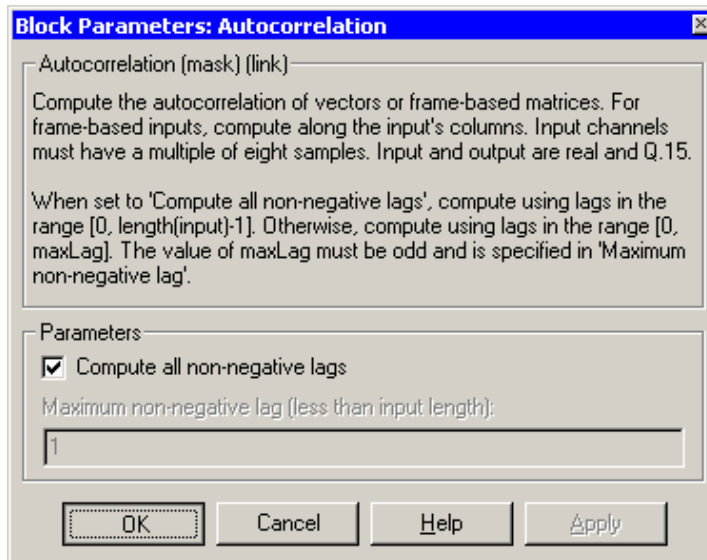 Block Parameters: Autocorrelation
Autocorrelation (mask) (link)
Compute the autocorrelation of vectors or frame-based matrices. For
frame-based inputs, compute along the input's columns. Input channels
must have a multiple of eight samples. Input and output are real and Q.15.
When set to 'Compute all non-negative lags', compute using lags in the
range [0, length(input)-1]. Otherwise, compute using lags in the range [0,
maxLag]. The value of maxLag must be odd and is specified in 'Maximum
non-negative lag'.
Parameters
Compute all non-negative lags
Maximum non-negative lag (less than input length):
1
OK Cancel Help Apply